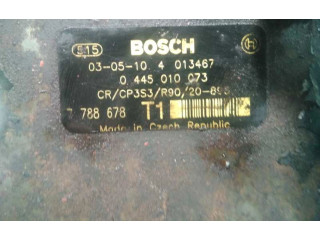 915 BOSCH
03-05-10 4 013467
0 445 010 073
CR/CP3S3/R90/20-89S
7 788 678 T1
Made in Czech Republic